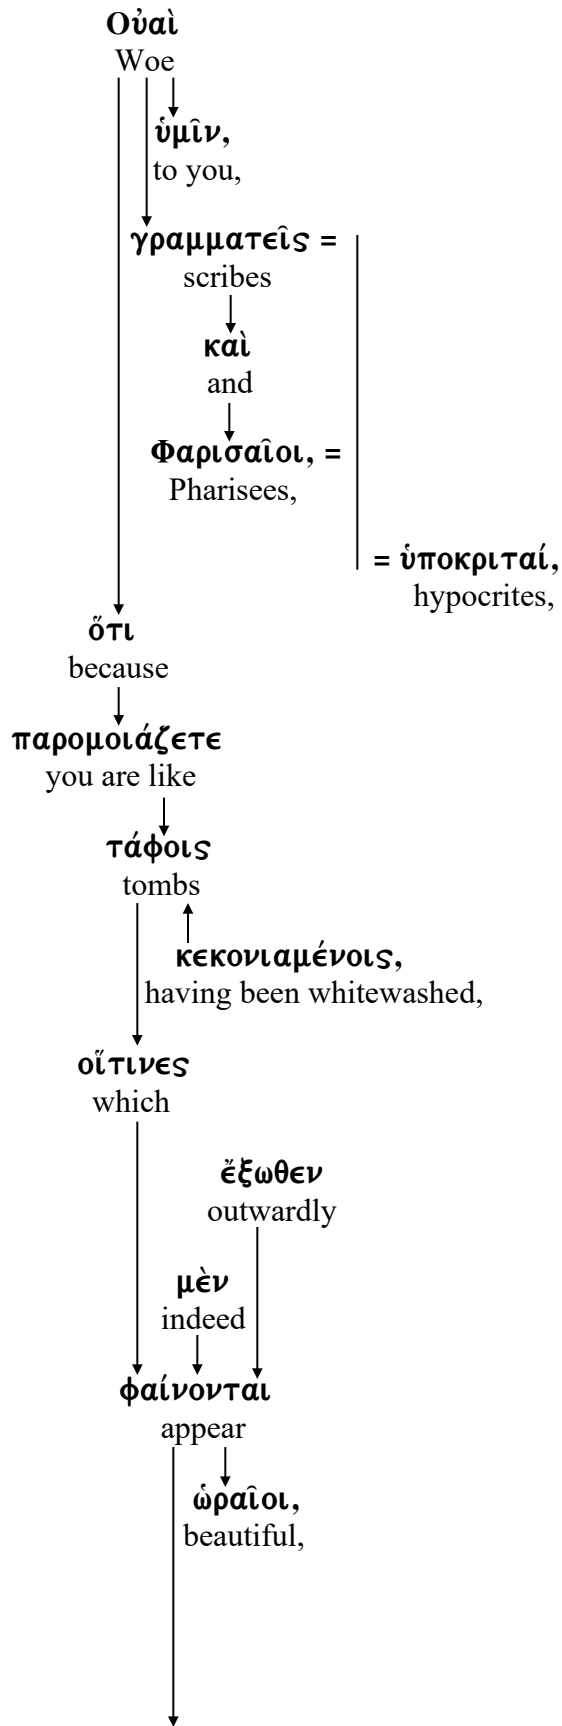 Οὐαὶ
Woe
ὑμῖν,
to you,
γραμματεῖς =
scribes
καὶ
and
Φαρισαῖοι, =
Pharisees,
= ὑποκριταί,
hypocrites,
ὅτι
because
παρομοιάζετε
you are like
τάφοις
tombs
κεκονιαμένοις,
having been whitewashed,
οἵτινες
which
ἔξωθεν
outwardly
μὲν
indeed
φαίνονται
appear
ὡραῖοι,
beautiful,